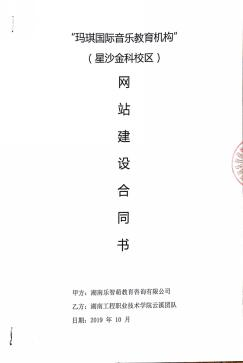 “玛琪国际音乐教育机构”
（星沙金科校区）
网
站
建
设
合
同
书
甲方：湖南乐智萌教育咨询有限公司
乙方：湖南工程职业技术学院云溪团队
日期：2019 年 10 月